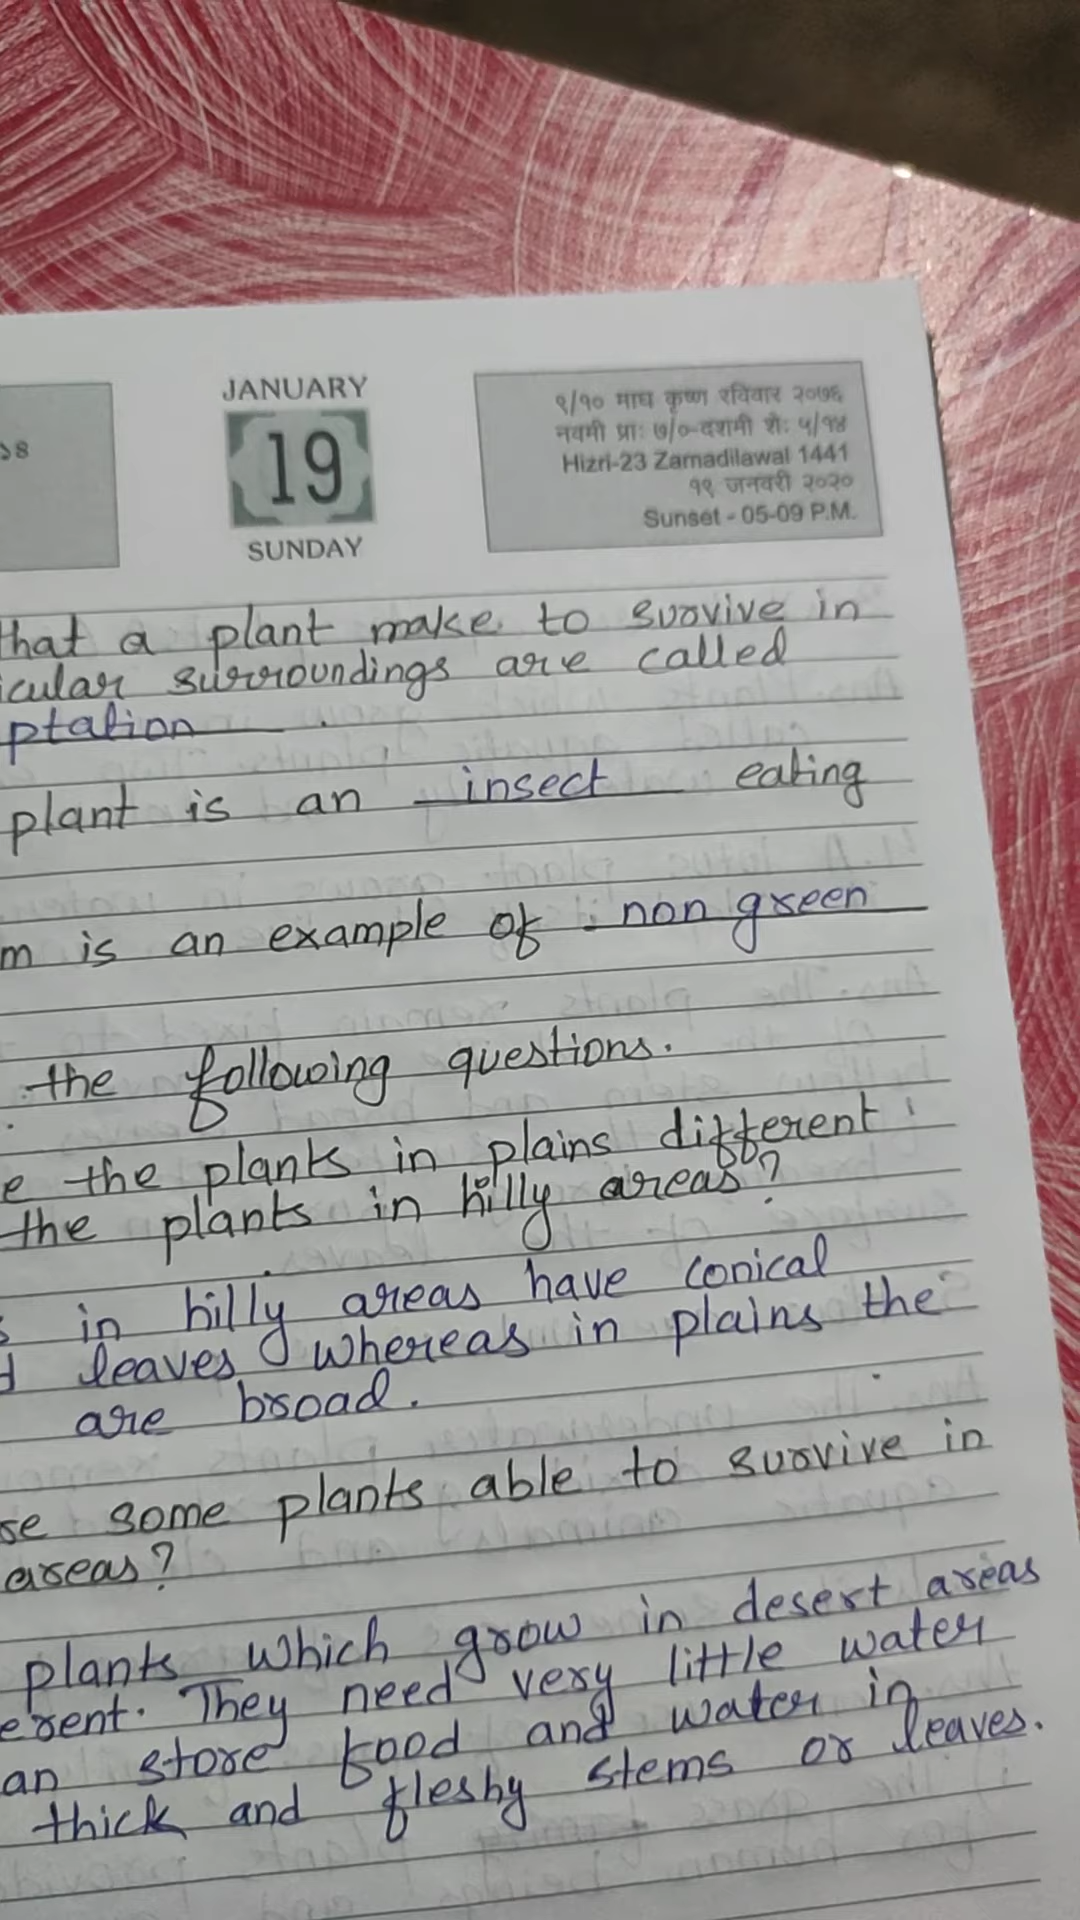 JANUARY
19
SUNDAY
९/१० माघ कृष्ण रविवार २०७६
नवमी प्रा: ७/०-दशमी शे: ५/१४
Hizri-23 Zamadilawal 1441
१९ जनवरी २०२०
Sunset - 05-09 P.M.
that a plant make to survive in
icular surroundings are called
ptation .
plant is an insect eating
m is an example of non green
the following questions.
e the plants in plains different
the plants in hilly areas?
s in hilly areas have conical
d leaves whereas in plains the
are broad.
se some plants able to survive in
areas?
plants which grow in desert areas
erent. They need very little water
an store food and water in
thick and fleshy stems or leaves.